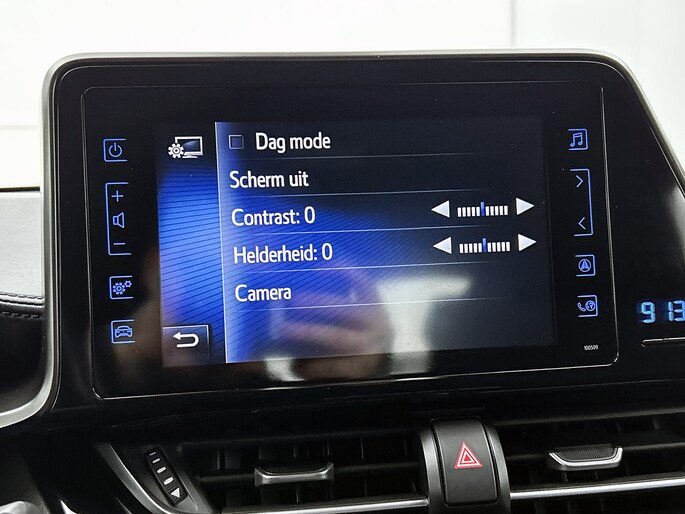 Dag mode
Scherm uit
Contrast: 0
Helderheid: 0
Camera
100509
913